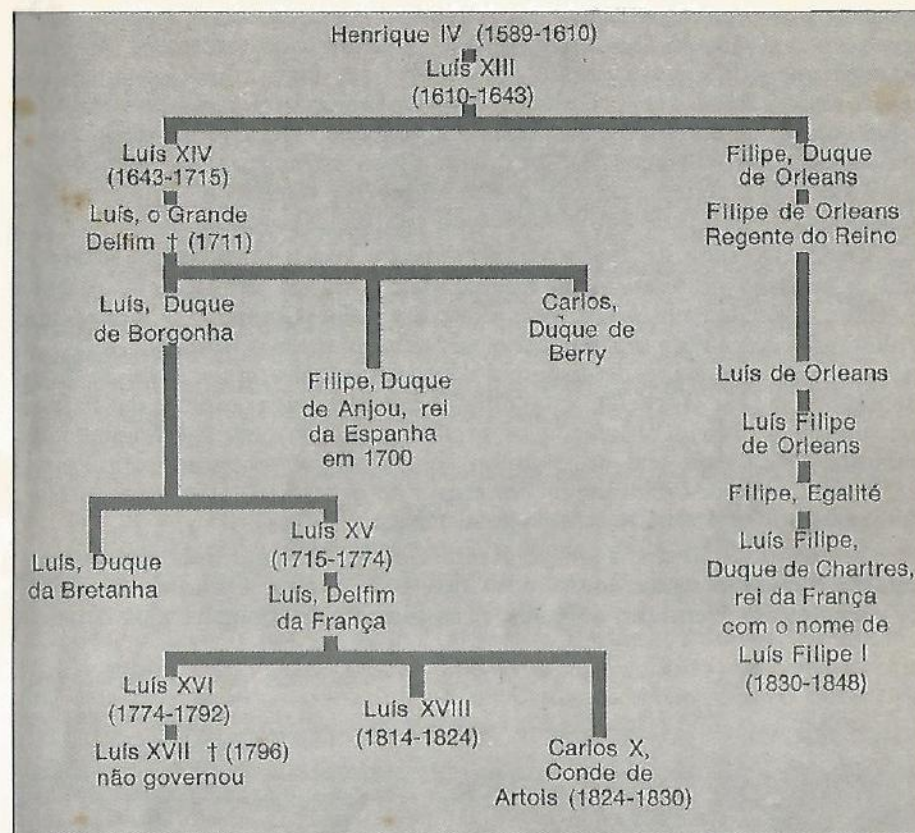 Henrique IV (1589-1610)
Luís XIII
(1610-1643)
Luís XIV
(1643-1715)
Luís, o Grande
Delfim † (1711)
Luís, Duque
de Borgonha
Filipe, Duque
de Anjou, rei
da Espanha
em 1700
Carlos,
Duque de
Berry
Luís, Duque
da Bretanha
Luís XV
(1715-1774)
Luís, Delfim
da França
Luís XVI
(1774-1792)
Luís XVII † (1796)
não governou
Luís XVIII
(1814-1824)
Carlos X,
Conde de
Artois (1824-1830)
Filipe, Duque
de Orleans
Filipe de Orleans
Regente do Reino
Luís de Orleans
Luís Filipe
de Orleans
Filipe, Egalité
Luís Filipe,
Duque de Chartres,
rei da França
com o nome de
Luís Filipe I
(1830-1848)